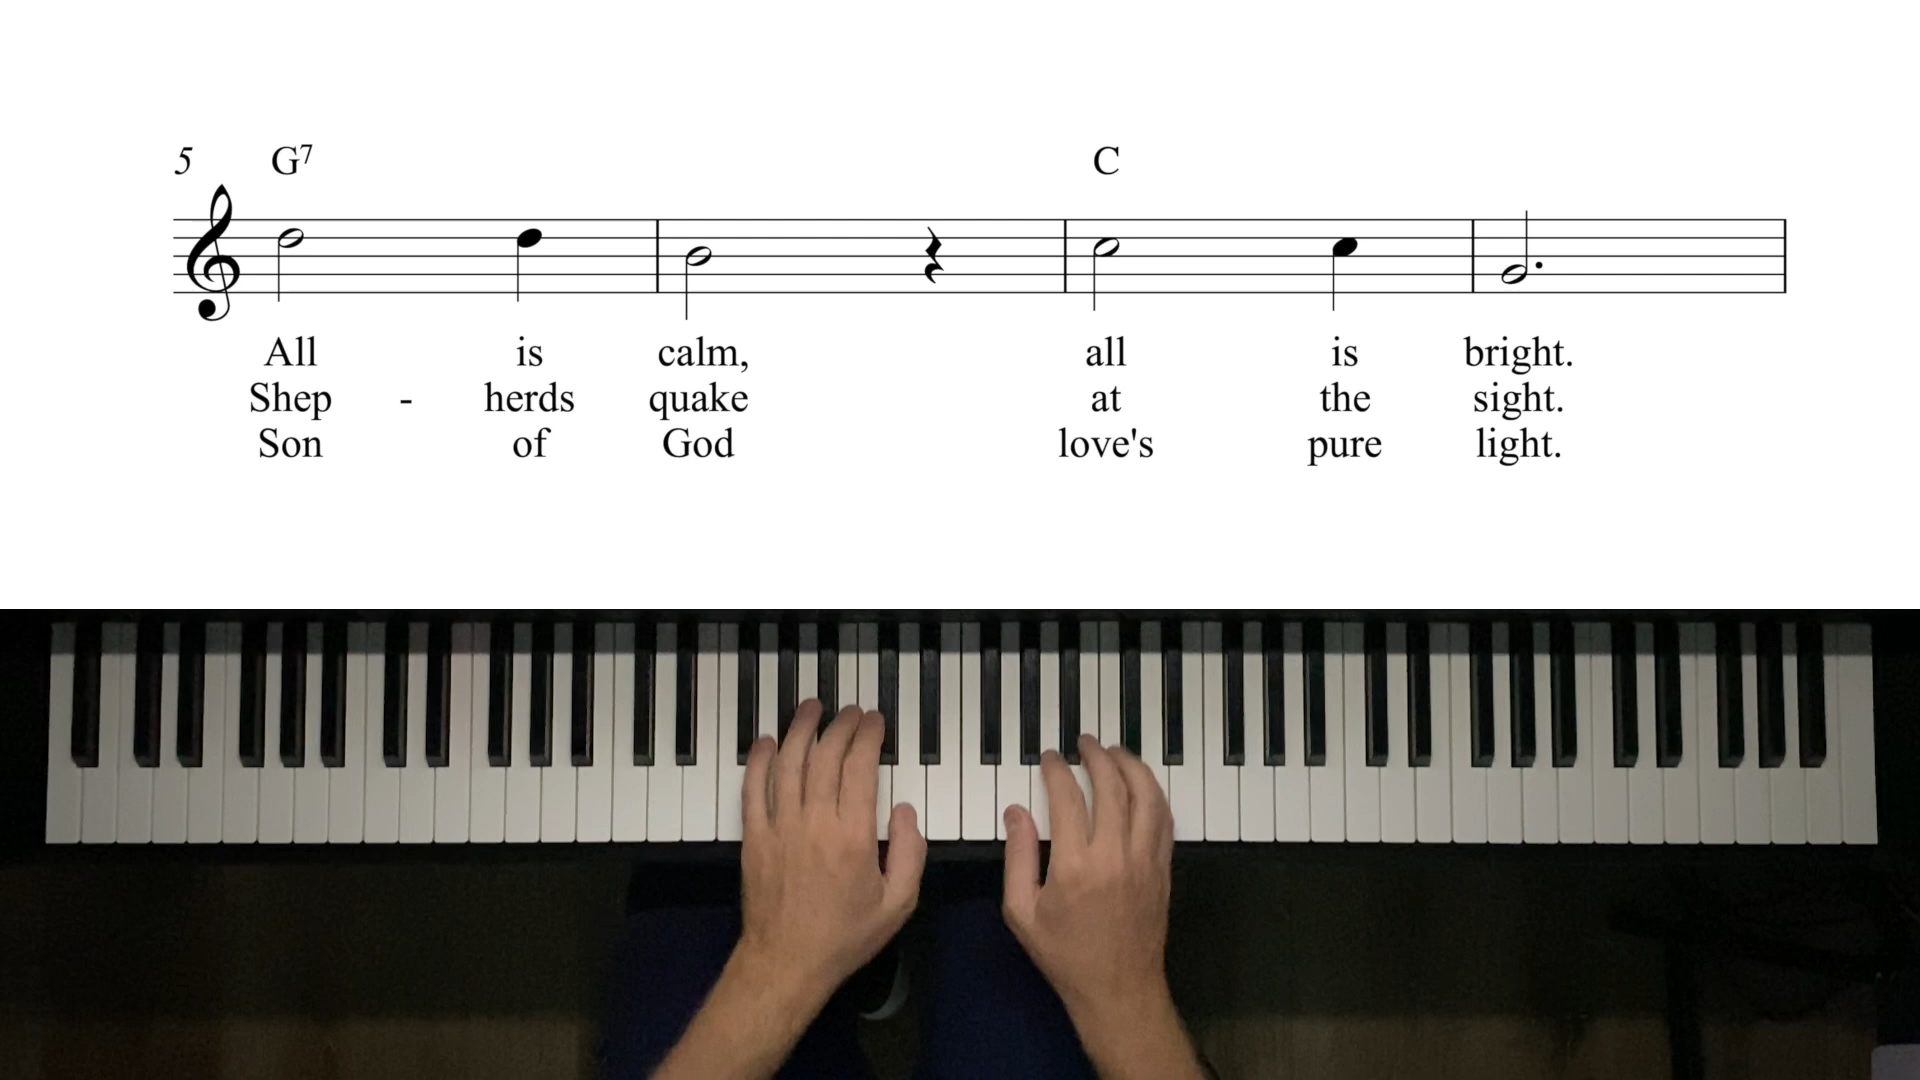 5 G7 C
All is calm, all is bright.
Shep - herds quake at the sight.
Son of God love's pure light.